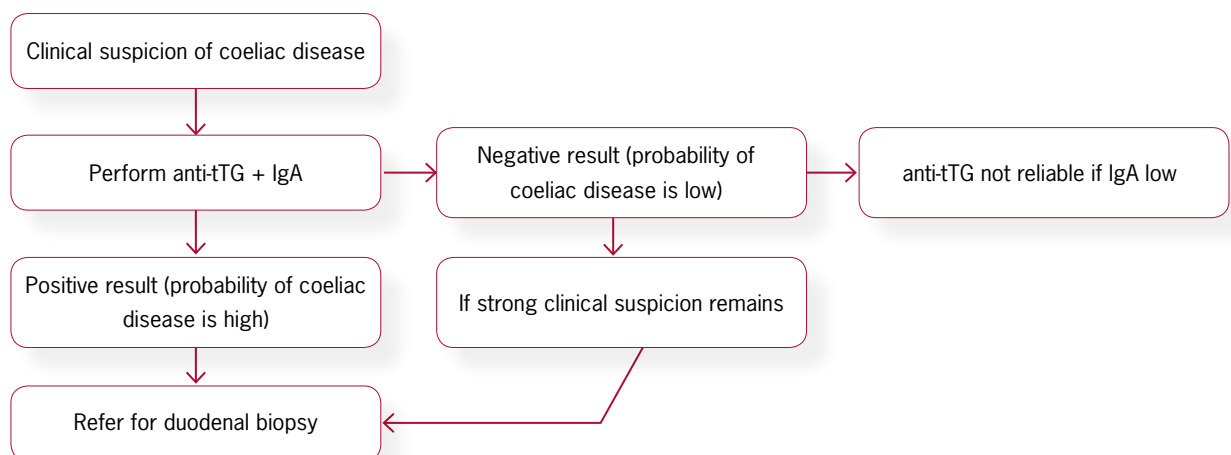 Clinical suspicion of coeliac disease
Perform anti-tTG + IgA
Negative result (probability of
coeliac disease is low)
anti-tTG not reliable if IgA low
Positive result (probability of coeliac
disease is high)
If strong clinical suspicion remains
Refer for duodenal biopsy